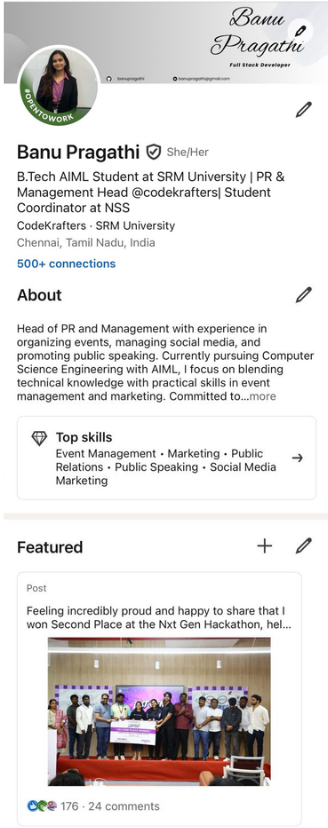 Banu
Pragathi
Full Stack Developer
banupragathi banupragathi@gmail.com
#OPENTOWORK
Banu Pragathi She/Her
B.Tech AIML Student at SRM University | PR &
Management Head @codekrafters| Student
Coordinator at NSS
CodeKrafters · SRM University
Chennai, Tamil Nadu, India
500+ connections
About
Head of PR and Management with experience in
organizing events, managing social media, and
promoting public speaking. Currently pursuing Computer
Science Engineering with AIML, I focus on blending
technical knowledge with practical skills in event
management and marketing. Committed to...more
Top skills
Event Management • Marketing • Public
Relations • Public Speaking • Social Media
Marketing
Featured
Post
Feeling incredibly proud and happy to share that I
won Second Place at the Nxt Gen Hackathon, hel...
176 · 24 comments